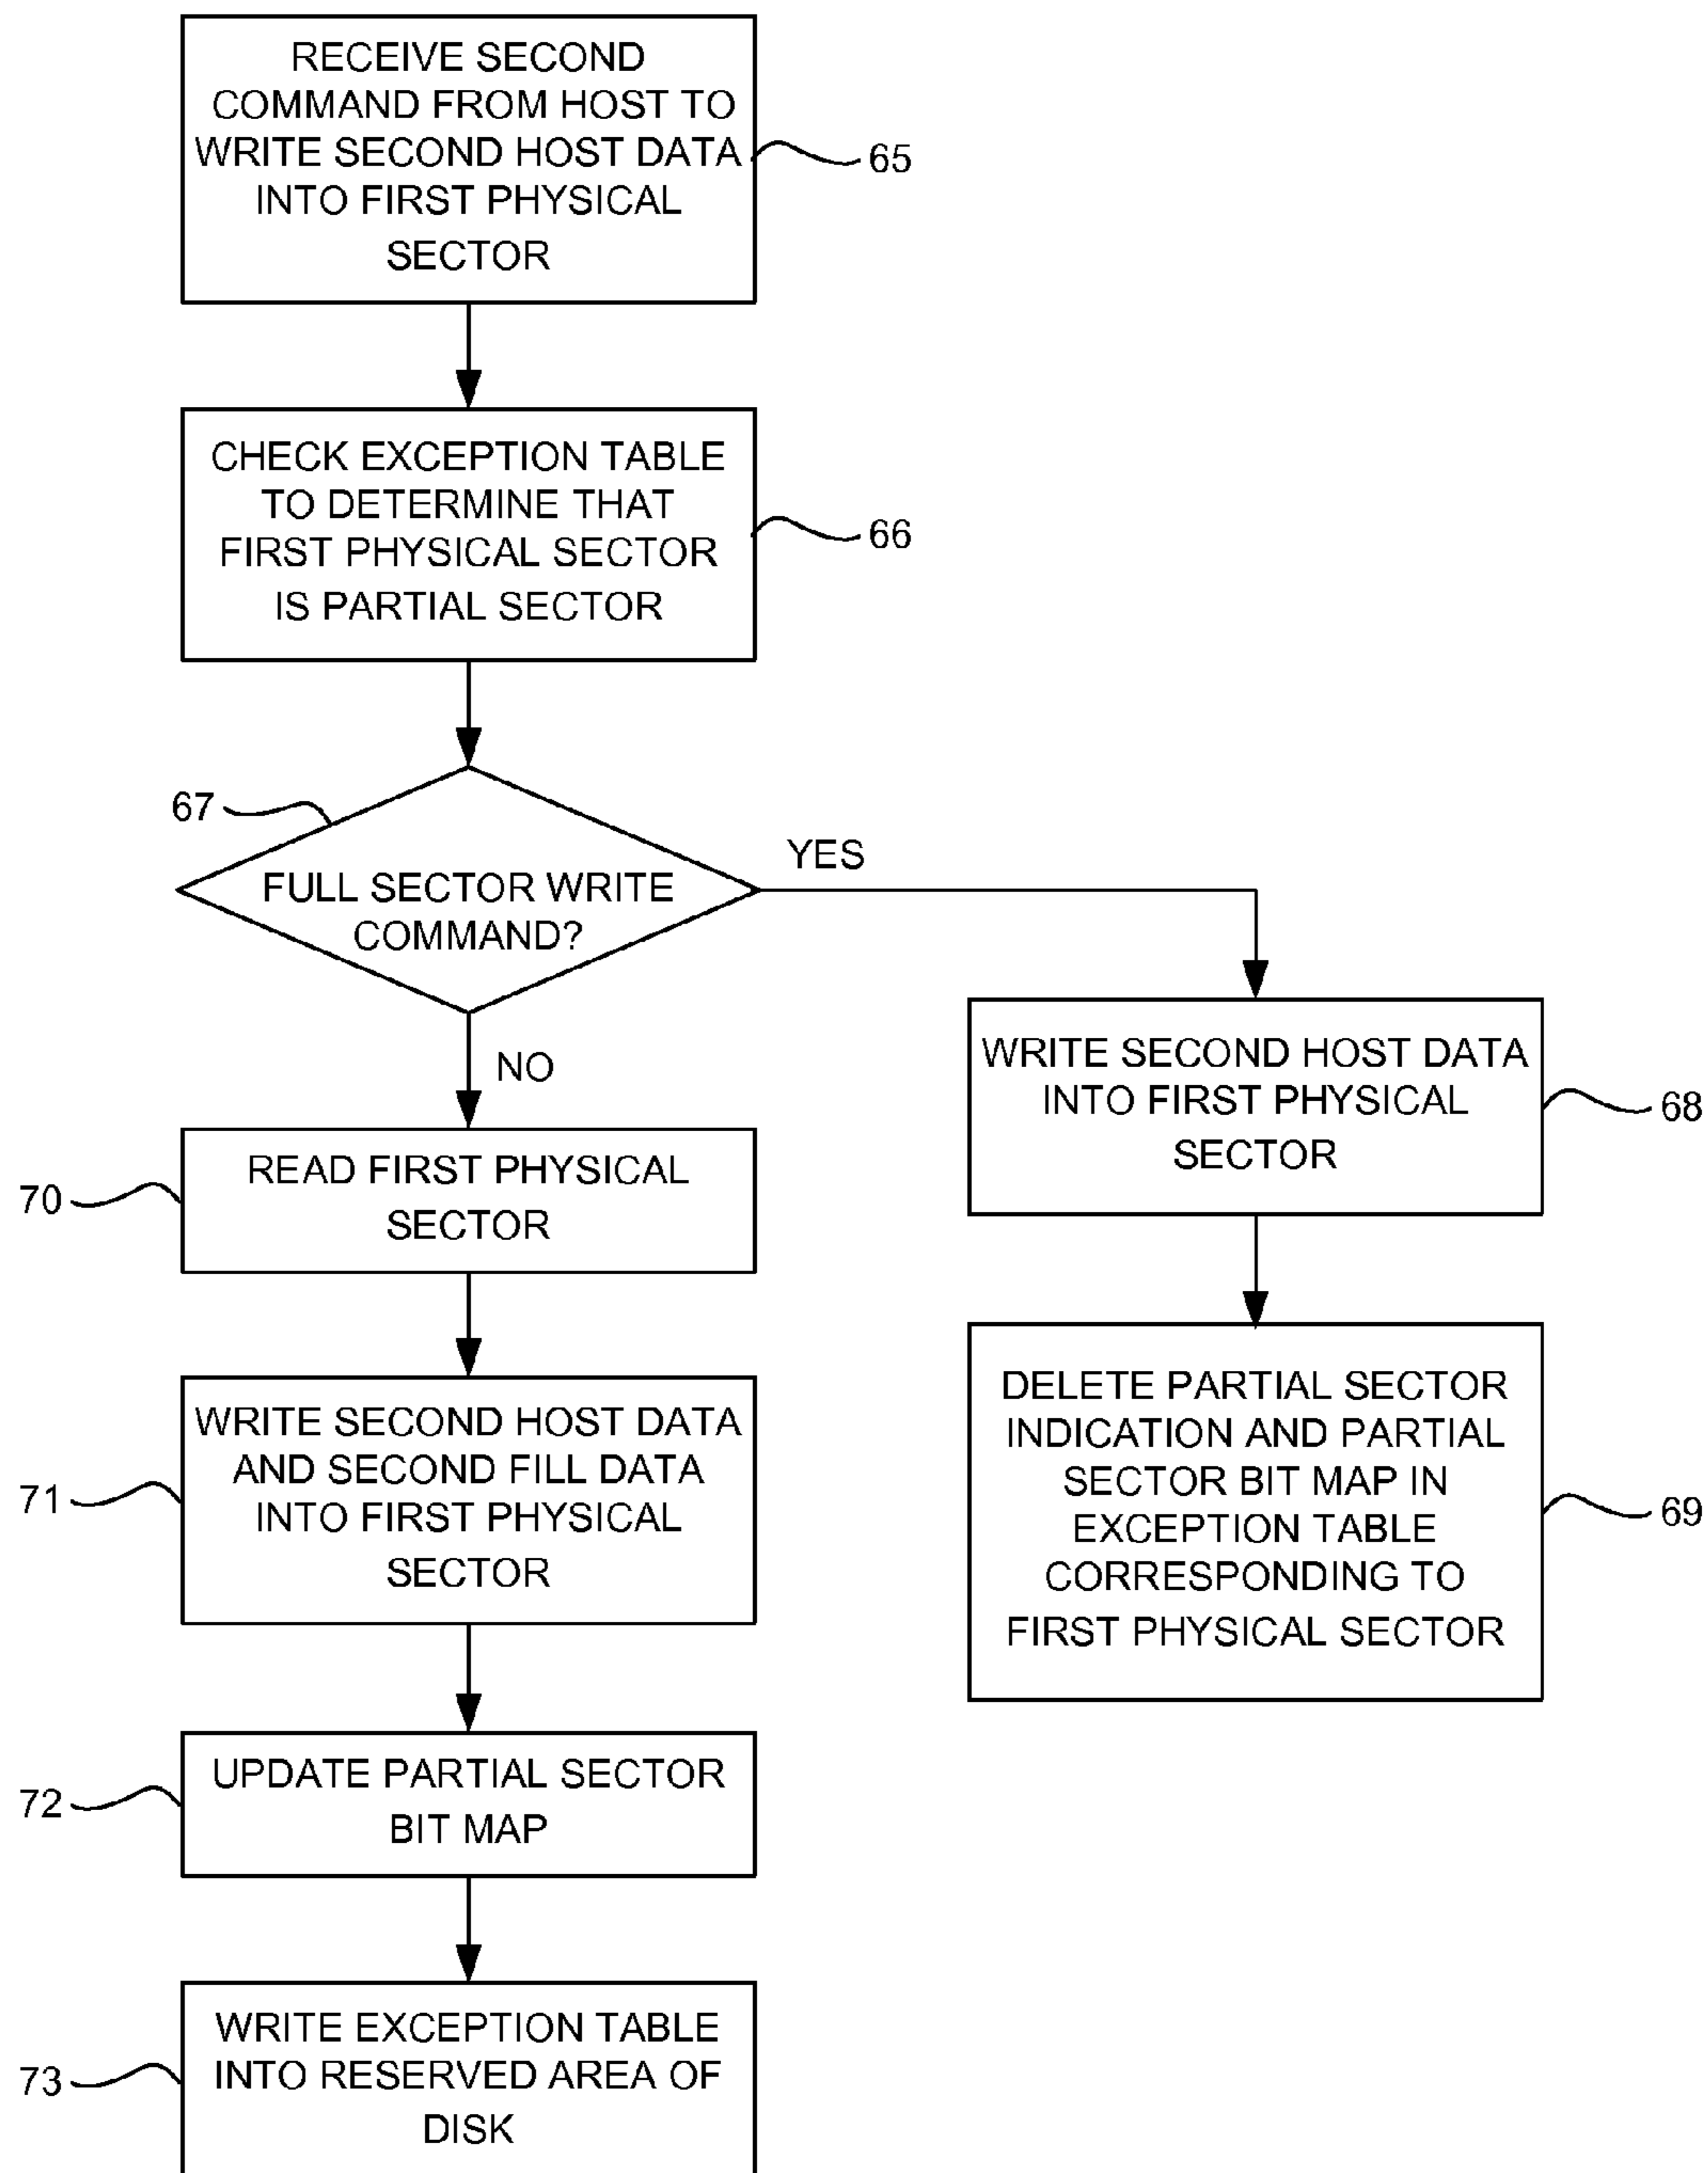 RECEIVE SECOND
COMMAND FROM HOST TO
WRITE SECOND HOST DATA
INTO FIRST PHYSICAL
SECTOR
65
CHECK EXCEPTION TABLE
TO DETERMINE THAT
FIRST PHYSICAL SECTOR
IS PARTIAL SECTOR
66
67
FULL SECTOR WRITE
COMMAND?
YES
NO
WRITE SECOND HOST DATA
INTO FIRST PHYSICAL
SECTOR
68
READ FIRST PHYSICAL
SECTOR
70
DELETE PARTIAL SECTOR
INDICATION AND PARTIAL
SECTOR BIT MAP IN
EXCEPTION TABLE
CORRESPONDING TO
FIRST PHYSICAL SECTOR
69
WRITE SECOND HOST DATA
AND SECOND FILL DATA
INTO FIRST PHYSICAL
SECTOR
71
UPDATE PARTIAL SECTOR
BIT MAP
72
WRITE EXCEPTION TABLE
INTO RESERVED AREA OF
DISK
73